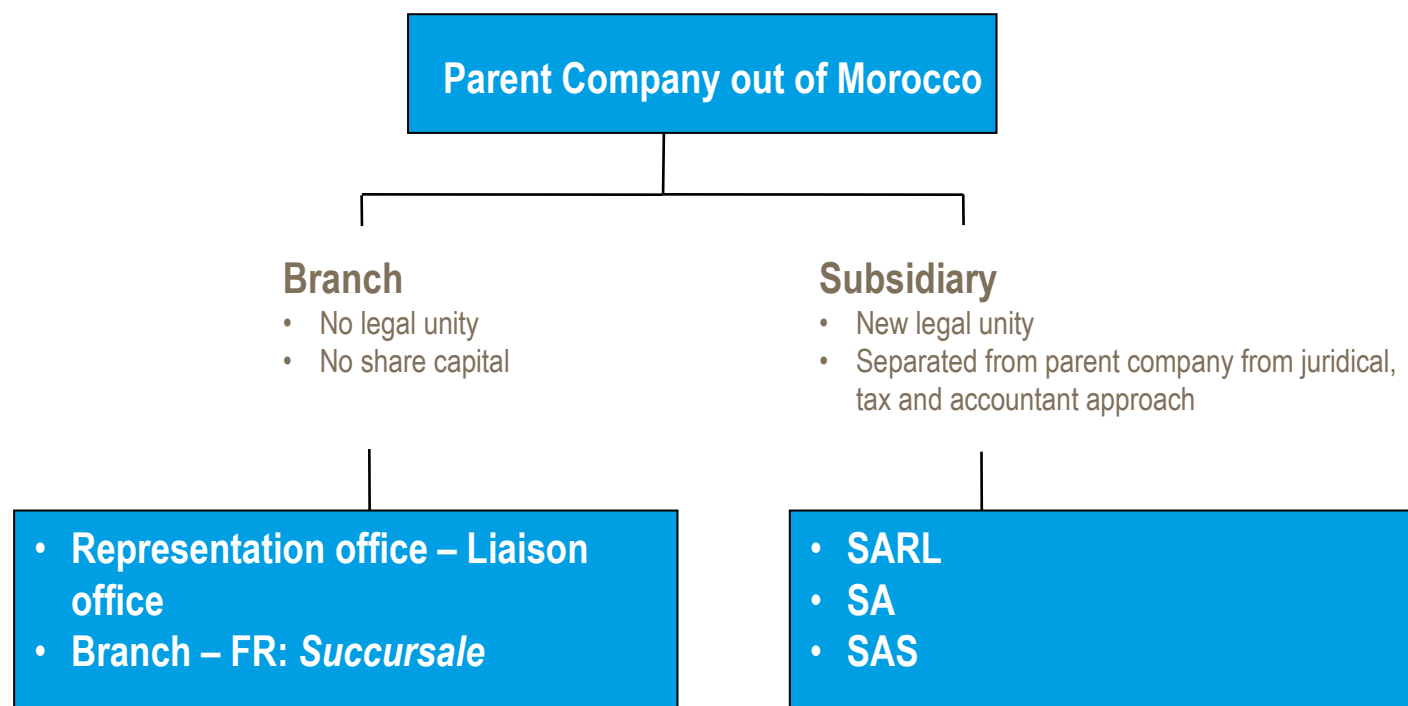 Parent Company out of Morocco
Branch
• No legal unity
• No share capital
Subsidiary
• New legal unity
• Separated from parent company from juridical,
tax and accountant approach
• Representation office – Liaison
office
• Branch – FR: Succursale
• SARL
• SA
• SAS